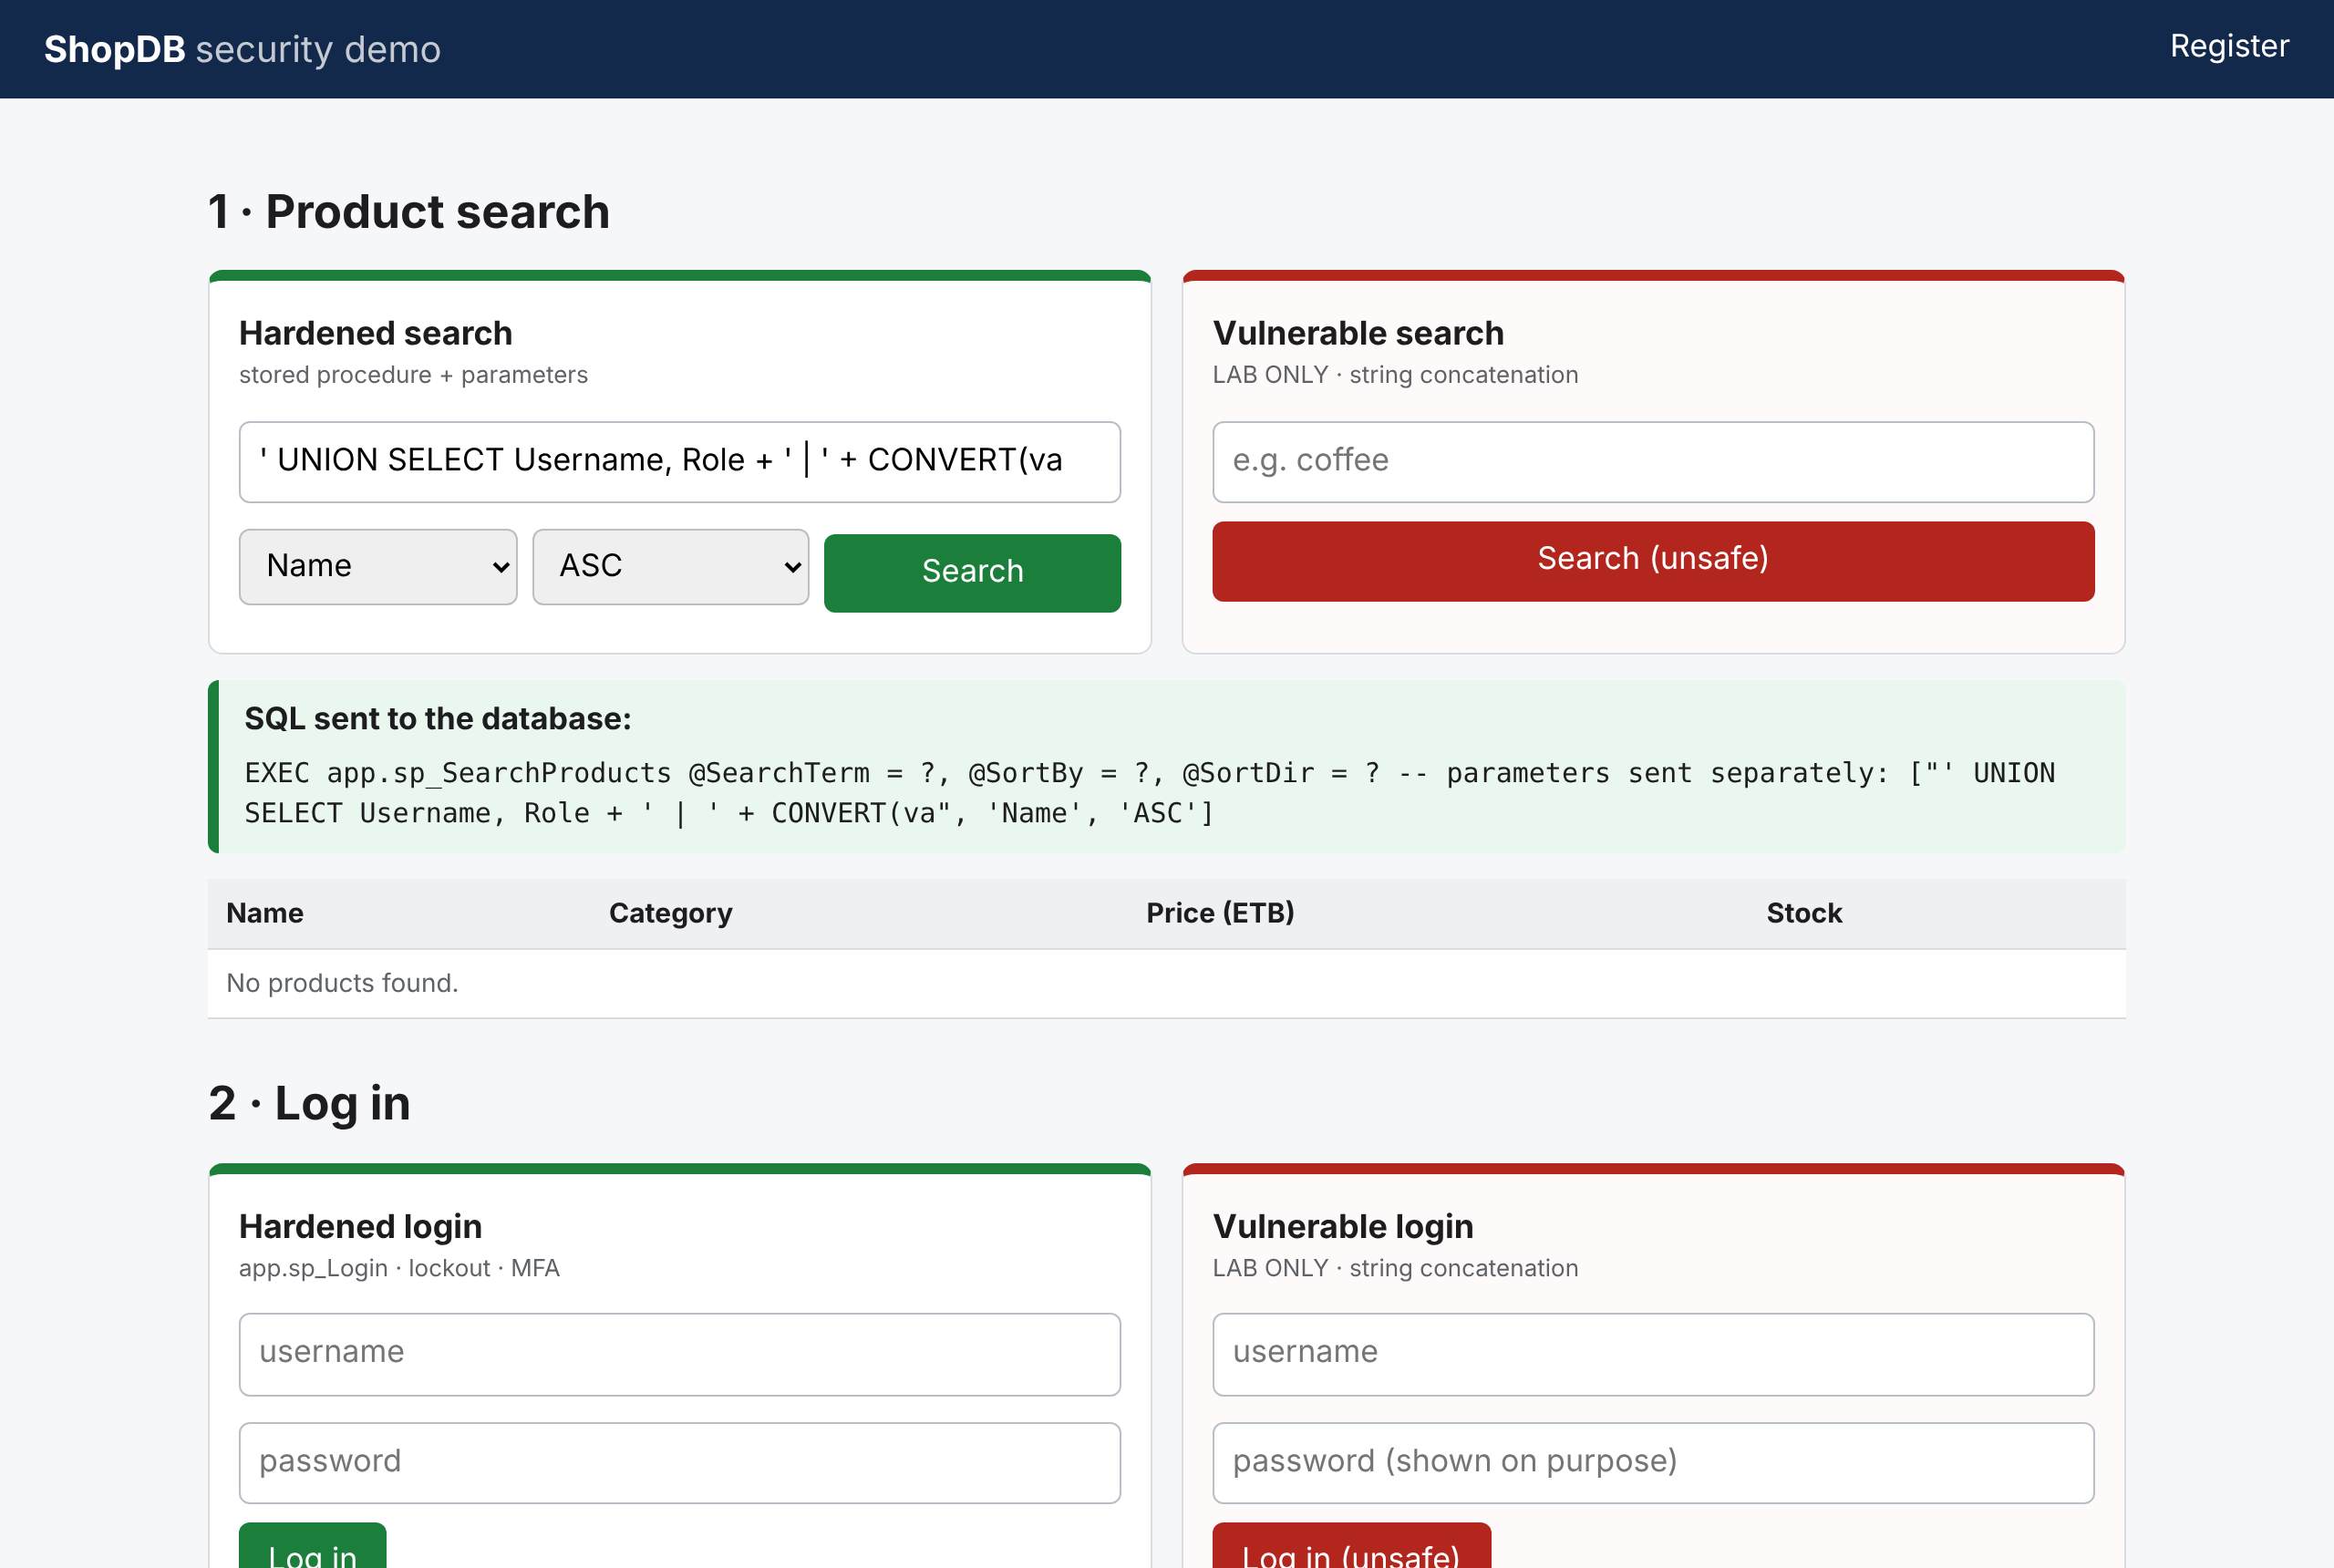 ShopDB security demo
Register
1 · Product search
Hardened search
stored procedure + parameters
' UNION SELECT Username, Role + ' | ' + CONVERT(va
Name
ASC
Search
Vulnerable search
LAB ONLY · string concatenation
e.g. coffee
Search (unsafe)
SQL sent to the database:
EXEC app.sp_SearchProducts @SearchTerm = ?, @SortBy = ?, @SortDir = ? -- parameters sent separately: ["' UNION
SELECT Username, Role + ' | ' + CONVERT(va", 'Name', 'ASC']
Name Category Price (ETB) Stock
No products found.
2 · Log in
Hardened login
app.sp_Login · lockout · MFA
username
password
Log in
Vulnerable login
LAB ONLY · string concatenation
username
password (shown on purpose)
Log in (unsafe)